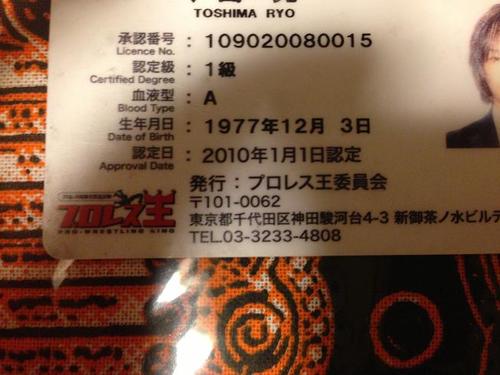 TOSHIMA RYO
承認番号 : 109020080015
Licence No.
認定級 : 1級
Certified Degree
血液型 : A
Blood Type
生年月日 : 1977年12月 3日
Date of Birth
認定日 : 2010年1月1日認定
Approval Date
発行 : プロレス王委員会
〒101-0062
東京都千代田区神田駿河台4-3 新御茶ノ水ビルデ
TEL.03-3233-4808
プロレス王
PRO-WRESTLING KING